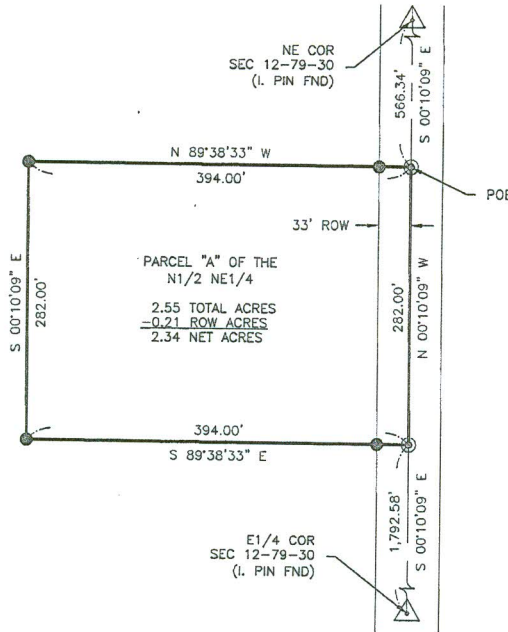 NE COR
SEC 12-79-30
(I. PIN FND)
566.34'
S 00°10'09" E
N 89°38'33" W
394.00'
POB
33' ROW
S 00°10'09" E
282.00'
PARCEL "A" OF THE
N1/2 NE1/4
2.55 TOTAL ACRES
-0.21 ROW ACRES
2.34 NET ACRES
282.00'
N 00°10'09" W
394.00'
S 89°38'33" E
1,792.58'
S 00°10'09" E
E1/4 COR
SEC 12-79-30
(I. PIN FND)